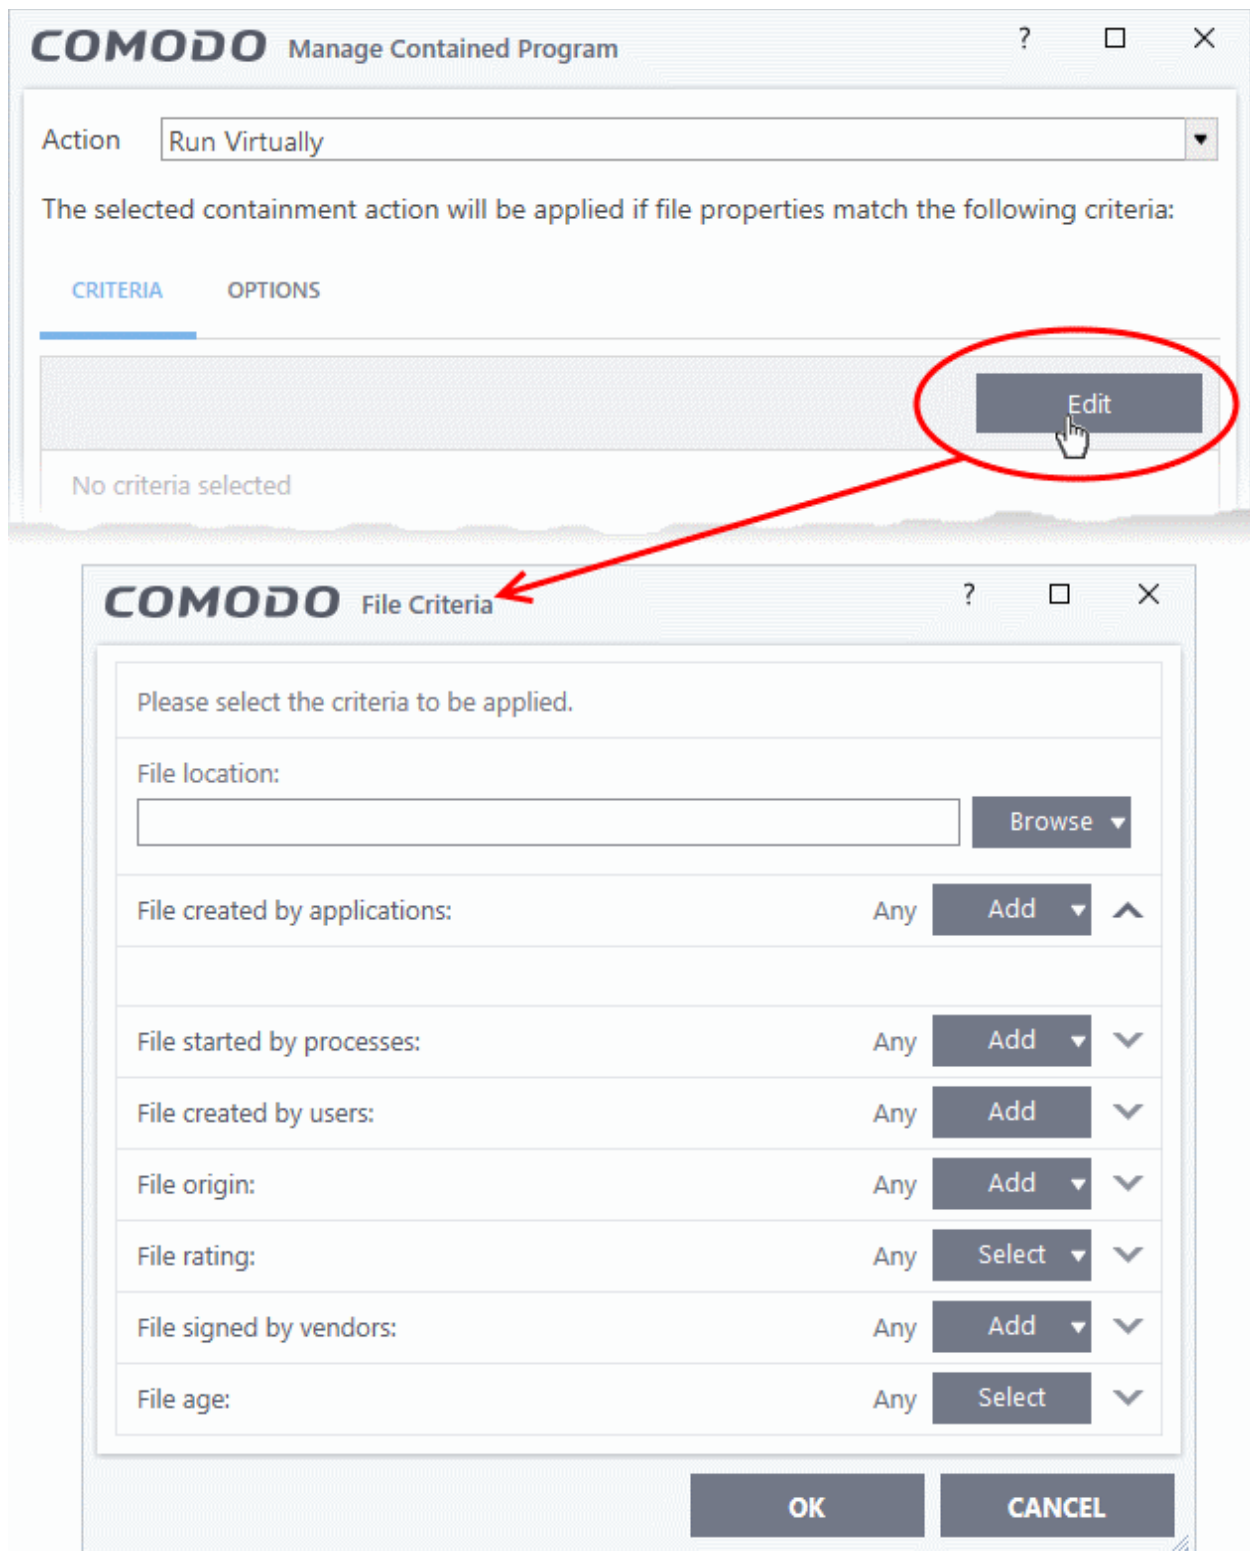 COMODO Manage Contained Program ?
Action Run Virtually
The selected containment action will be applied if file properties match the following criteria:
CRITERIA OPTIONS
Edit
No criteria selected
COMODO File Criteria ?
Please select the criteria to be applied.
File location:
Browse
File created by applications: Any Add
File started by processes: Any Add
File created by users: Any Add
File origin: Any Add
File rating: Any Select
File signed by vendors: Any Add
File age: Any Select
OK CANCEL